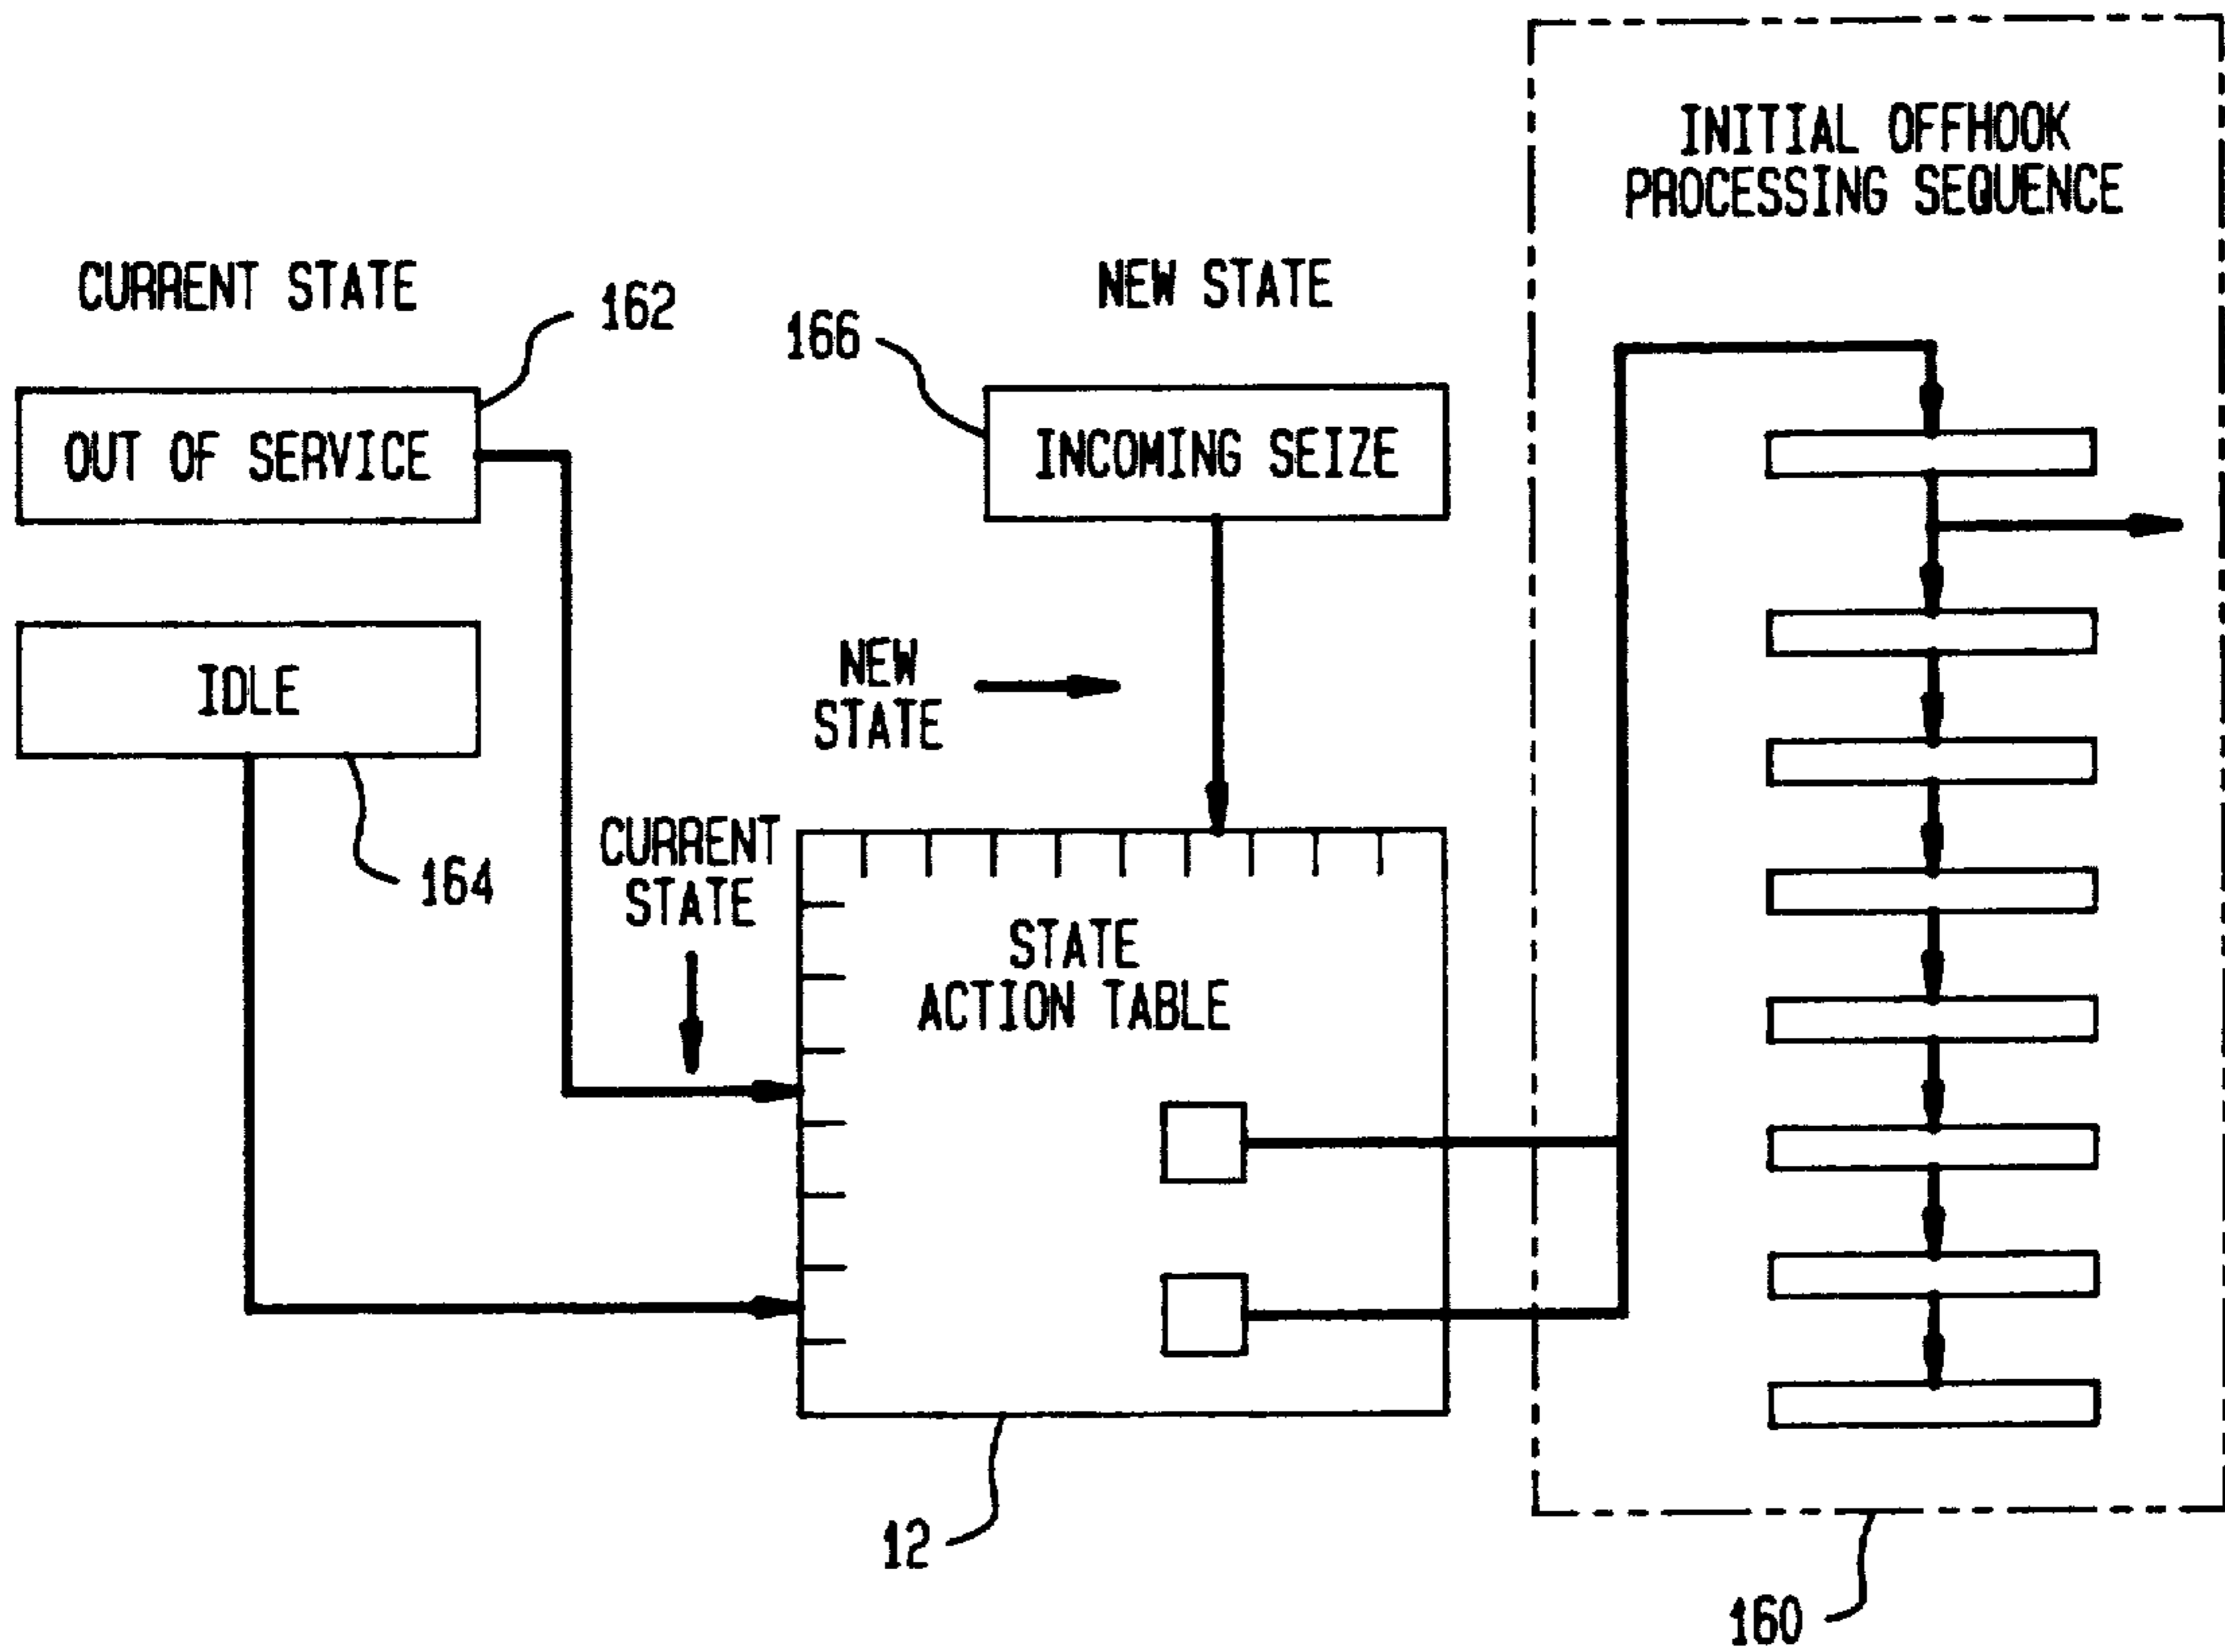 INITIAL OFFHOOK
PROCESSING SEQUENCE
CURRENT STATE
NEW STATE
162
166
OUT OF SERVICE
INCOMING SEIZE
IDLE
NEW
STATE
164
CURRENT
STATE
STATE
ACTION TABLE
12
160